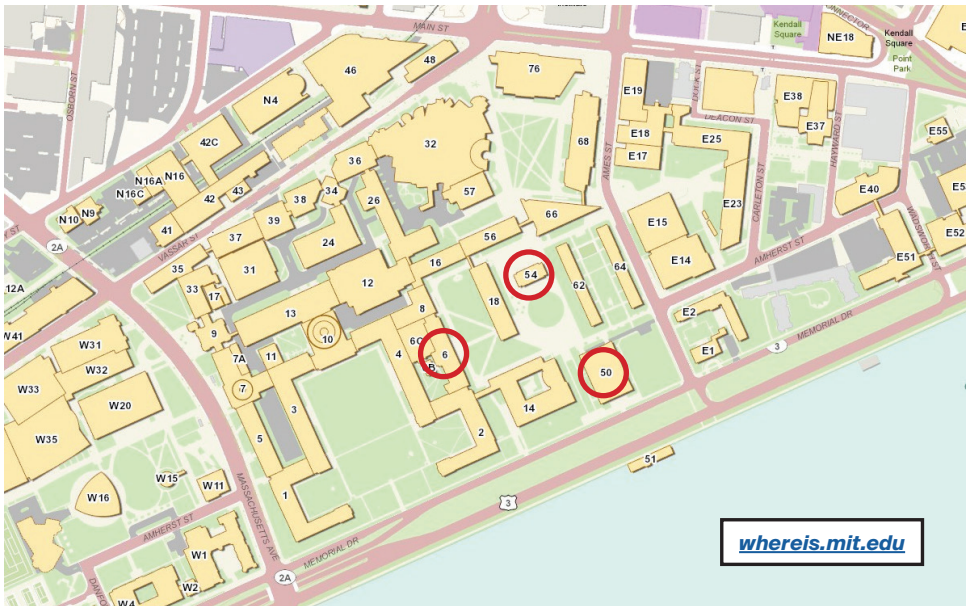 MAIN ST
CONNECTOR
Kendall
Square
NE18
Kendall
Square
Point
Park
OSBORN ST
N4
46
48
76
E19
DOCK ST
E38
DEACON ST
E37
HAYWARD ST
E55
42C
32
68
E18
E25
E17
AMES ST
N16A
N16
N16C
36
34
26
57
43
38
42
N9
N10
41
39
24
37
VASSAR ST
2A
66
56
E23
CARLETON ST
E40
WADSWORTH ST
E15
E14
AMHERST ST
E52
E51
35
31
33
17
12A
16
12
54
62
64
18
13
8
9
10
E2
MEMORIAL DR
3
E1
W41
W31
W32
W33
W20
7A
11
7
6C
4
6
50
3
14
W35
5
2
1
51
W15
W11
W16
MASSACHUSETTS AVE
AMHERST ST
3
MEMORIAL DR
W1
2A
W2
W4
whereis.mit.edu